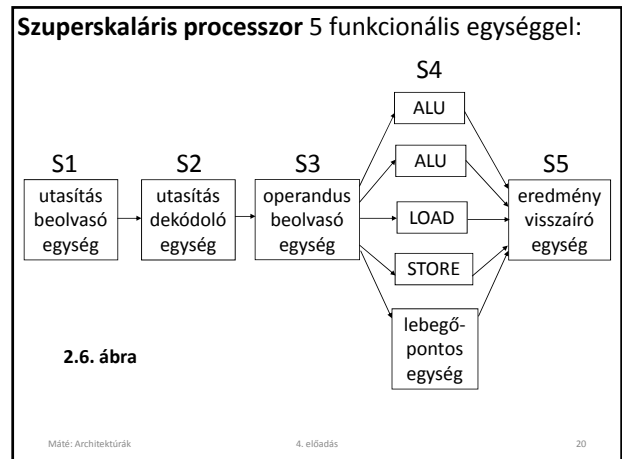 Szuperskaláris processzor 5 funkcionális egységgel:
S4
ALU
S1
S2
S3
ALU
S5
utasítás
beolvasó
egység
utasítás
dekódoló
egység
operandus
beolvasó
egység
LOAD
eredmény
visszaíró
egység
STORE
lebegő-
pontos
egység
2.6. ábra
Máté: Architektúrák
4. előadás
20